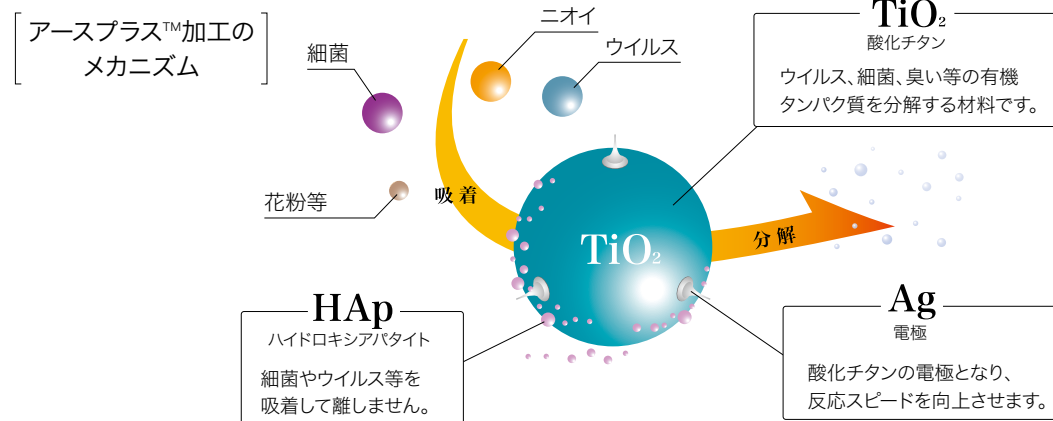 アースプラス™加工の
メカニズム
細菌
ニオイ
ウイルス
花粉等
吸着
TiO₂
分解
TiO₂
酸化チタン
ウイルス、細菌、臭い等の有機
タンパク質を分解する材料です。
HAp
ハイドロキシアパタイト
細菌やウイルス等を
吸着して離しません。
Ag
電極
酸化チタンの電極となり、
反応スピードを向上させます。